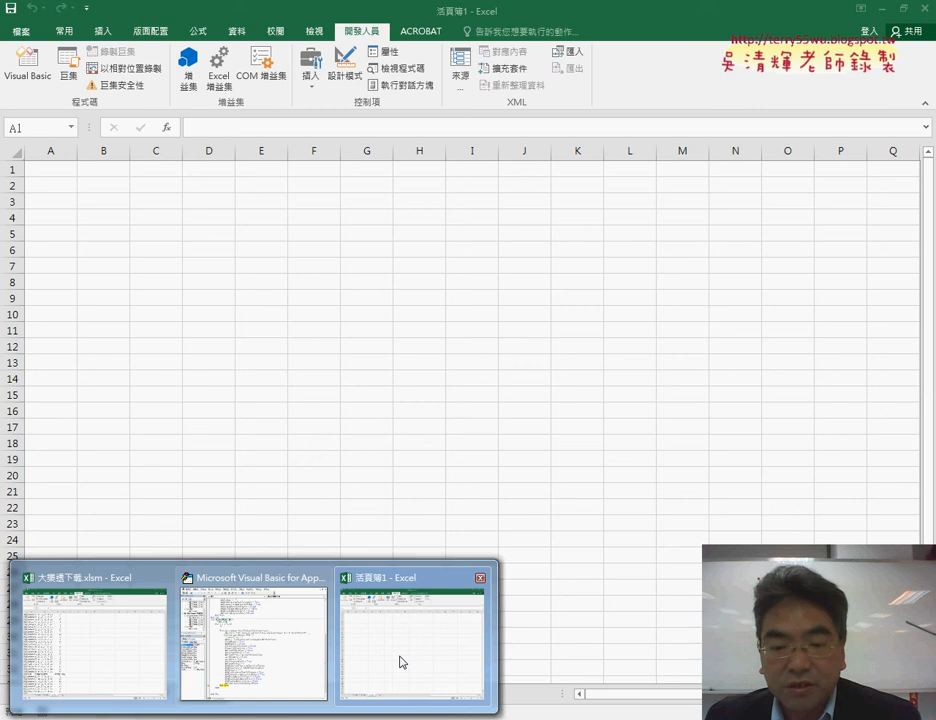 活頁簿1 - Excel
檔案 常用 插入 版面配置 公式 資料 校閱 檢視 開發人員 ACROBAT 告訴我您想要執行的動作... 登入 共用
http://terry55wu.blogspot.tw
吳清輝老師錄製
Visual Basic 巨集 錄製巨集 以相對位置錄製 巨集安全性
增益集 Excel 增益集 COM 增益集
插入 設計模式 屬性 檢視程式碼 執行對話方塊
來源... 對應內容 擴充套件 重新整理資料 匯入 匯出
程式碼 增益集 控制項 XML
A1 fx
A B C D E F G H I J K L M N O P Q
1
2
3
4
5
6
7
8
9
10
11
12
13
14
15
16
17
18
19
20
21
22
23
24
25
大樂透下載.xlsm - Excel
Microsoft Visual Basic for App...
活頁簿1 - Excel